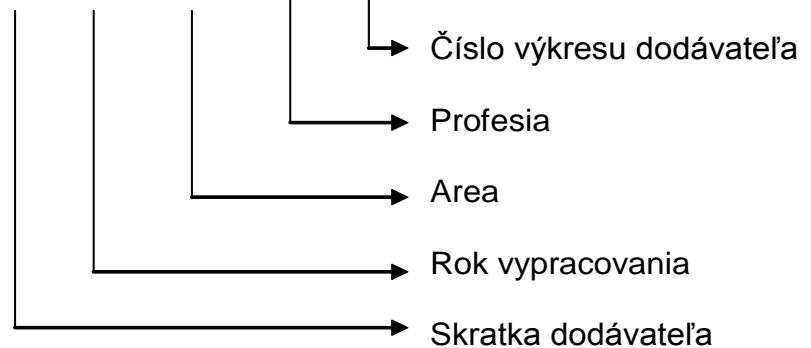 Číslo výkresu dodávateľa
Profesia
Area
Rok vypracovania
Skratka dodávateľa